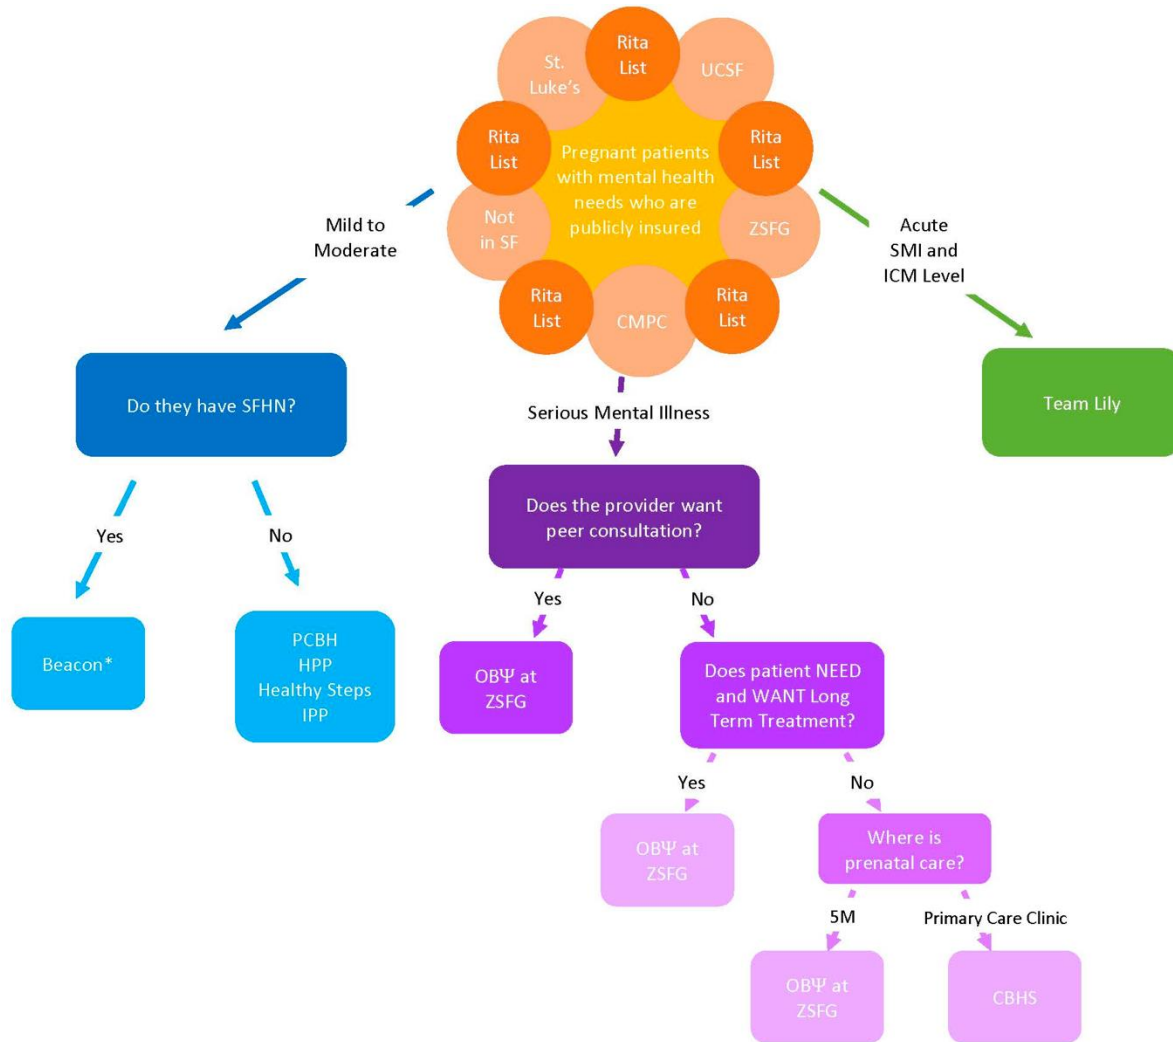 Rita
List
St.
Luke's
UCSF
Rita
List
Rita
List
Pregnant patients
with mental health
needs who are
publicly insured
Not
in SF
ZSFG
Rita
List
Rita
List
CMPC
Mild to
Moderate
Acute
SMI and
ICM Level
Serious Mental Illness
Do they have SFHN?
Team Lily
Does the provider want
peer consultation?
Yes
No
Yes
No
Beacon*
PCBH
HPP
Healthy Steps
IPP
OBΨ at
ZSFG
Does patient NEED
and WANT Long
Term Treatment?
Yes
No
OBΨ at
ZSFG
Where is
prenatal care?
5M
Primary Care Clinic
OBΨ at
ZSFG
CBHS